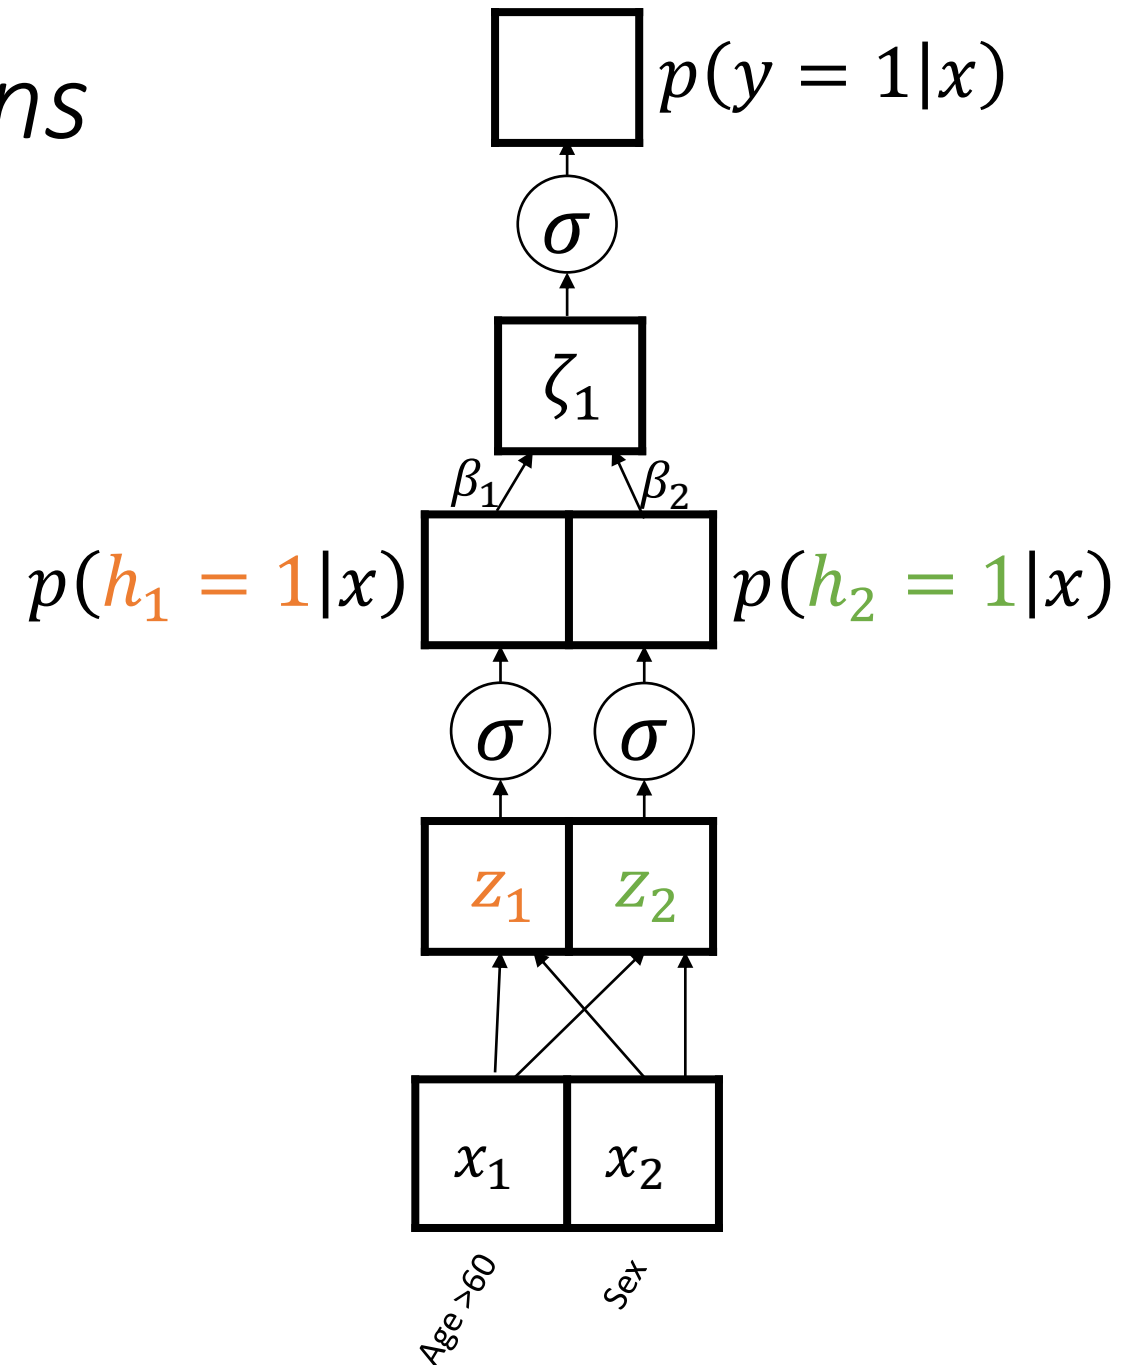 ns
p(y = 1|x)
σ
ζ₁
β₁ β₂
p(h₁ = 1|x) p(h₂ = 1|x)
σ σ
z₁ z₂
x₁ x₂
Age >60 Sex